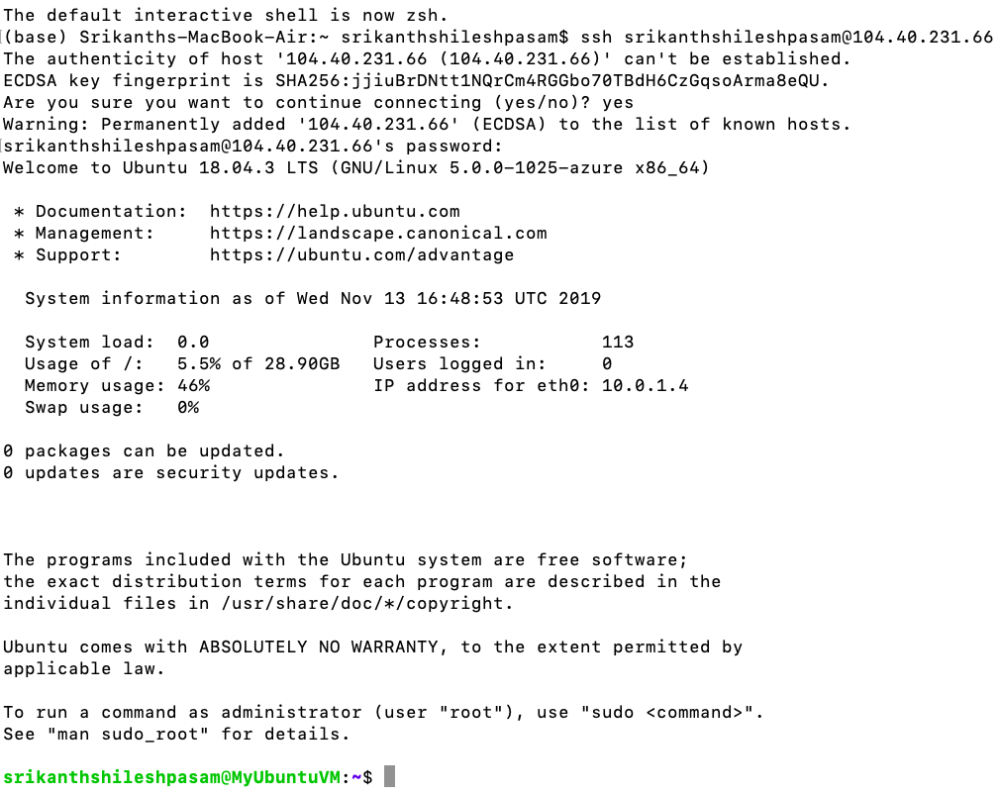 The default interactive shell is now zsh.
(base) Srikanths-MacBook-Air:~ srikanthshileshpasam$ ssh srikanthshileshpasam@104.40.231.66
The authenticity of host '104.40.231.66 (104.40.231.66)' can't be established.
ECDSA key fingerprint is SHA256:jjiuBrDNtt1NQrCm4RGGbo70TBdH6CzGqsoArma8eQU.
Are you sure you want to continue connecting (yes/no)? yes
Warning: Permanently added '104.40.231.66' (ECDSA) to the list of known hosts.
srikanthshileshpasam@104.40.231.66's password:
Welcome to Ubuntu 18.04.3 LTS (GNU/Linux 5.0.0-1025-azure x86_64)

 * Documentation:  https://help.ubuntu.com
 * Management:     https://landscape.canonical.com
 * Support:        https://ubuntu.com/advantage

  System information as of Wed Nov 13 16:48:53 UTC 2019

  System load:  0.0               Processes:           113
  Usage of /:   5.5% of 28.90GB   Users logged in:     0
  Memory usage: 46%               IP address for eth0: 10.0.1.4
  Swap usage:   0%

0 packages can be updated.
0 updates are security updates.

The programs included with the Ubuntu system are free software;
the exact distribution terms for each program are described in the
individual files in /usr/share/doc/*/copyright.

Ubuntu comes with ABSOLUTELY NO WARRANTY, to the extent permitted by
applicable law.

To run a command as administrator (user "root"), use "sudo <command>".
See "man sudo_root" for details.

srikanthshileshpasam@MyUbuntuVM:~$